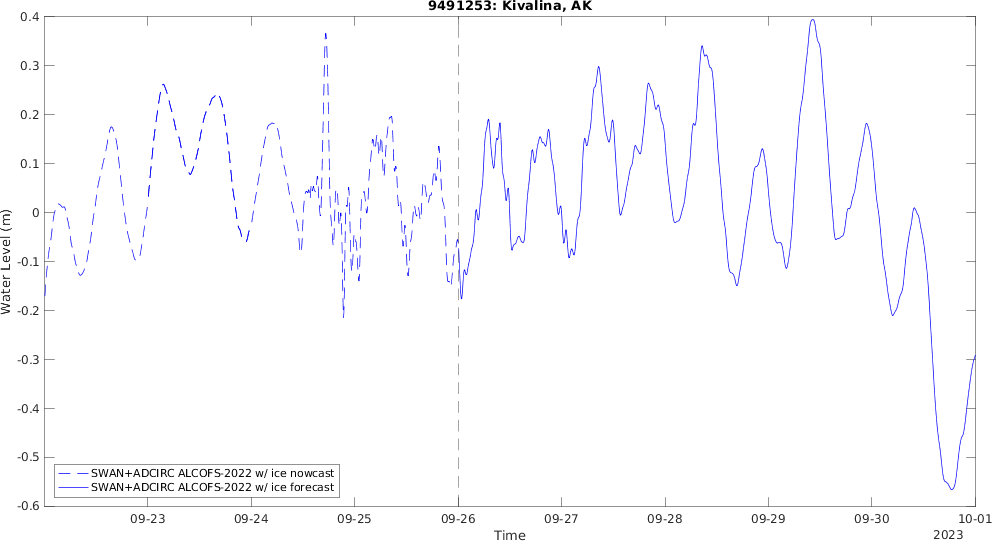 9491253: Kivalina, AK
0.4
0.3
0.2
0.1
0
-0.1
-0.2
-0.3
-0.4
-0.5
-0.6
Water Level (m)
SWAN+ADCIRC ALCOFS-2022 w/ ice nowcast
SWAN+ADCIRC ALCOFS-2022 w/ ice forecast
09-23 09-24 09-25 09-26 09-27 09-28 09-29 09-30 10-01
Time
2023